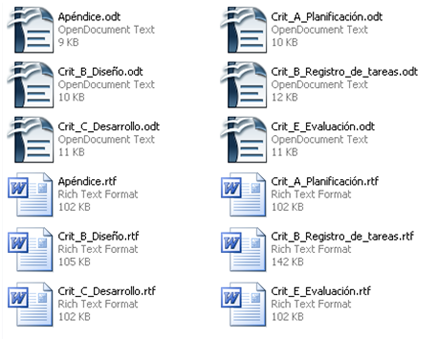 Apéndice.odt
OpenDocument Text
9 KB
Crit_A_Planificación.odt
OpenDocument Text
10 KB
Crit_B_Diseño.odt
OpenDocument Text
10 KB
Crit_B_Registro_de_tareas.odt
OpenDocument Text
12 KB
Crit_C_Desarrollo.odt
OpenDocument Text
11 KB
Crit_E_Evaluación.odt
OpenDocument Text
11 KB
Apéndice.rtf
Rich Text Format
102 KB
Crit_A_Planificación.rtf
Rich Text Format
102 KB
Crit_B_Diseño.rtf
Rich Text Format
105 KB
Crit_B_Registro_de_tareas.rtf
Rich Text Format
142 KB
Crit_C_Desarrollo.rtf
Rich Text Format
102 KB
Crit_E_Evaluación.rtf
Rich Text Format
102 KB